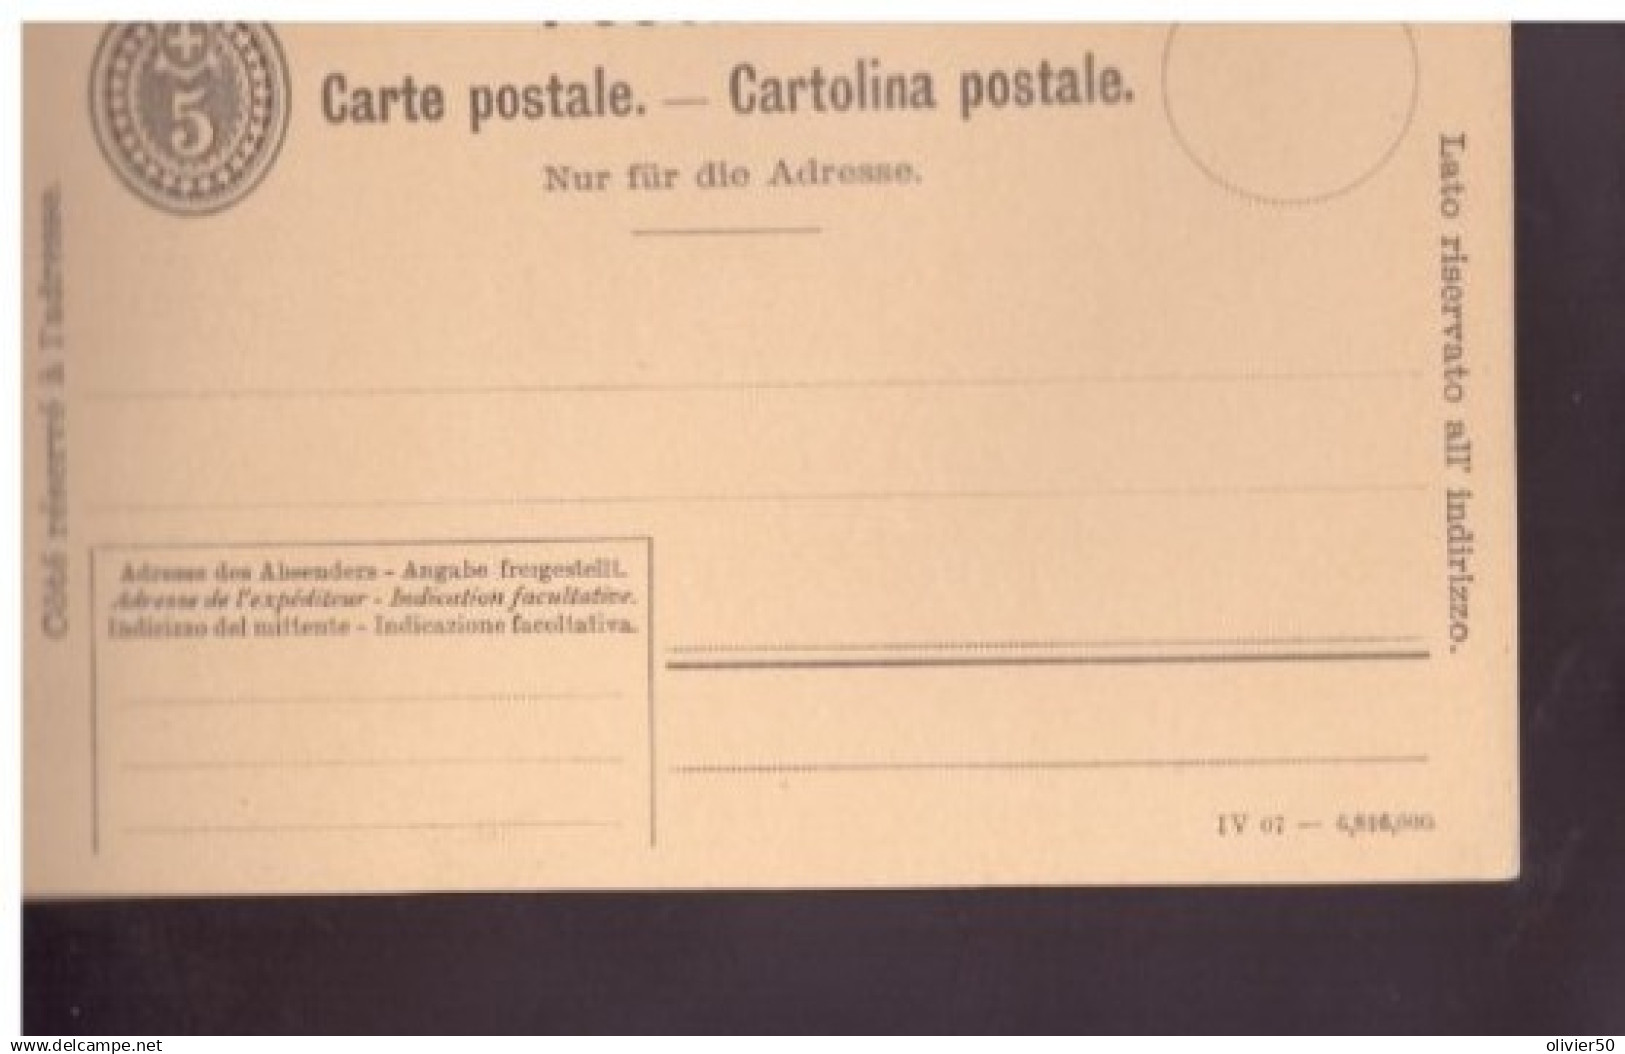 5
Carte postale. — Cartolina postale.
Nur für die Adresse.
Côté réservé à l'adresse.
Lato riservato all' indirizzo.
Adresse des Absenders - Angabe freigestellt.
Adresse de l'expéditeur - Indication facultative.
Indirizzo del mittente - Indicazione facoltativa.
IV 07 —
delcampe.net
olivier50